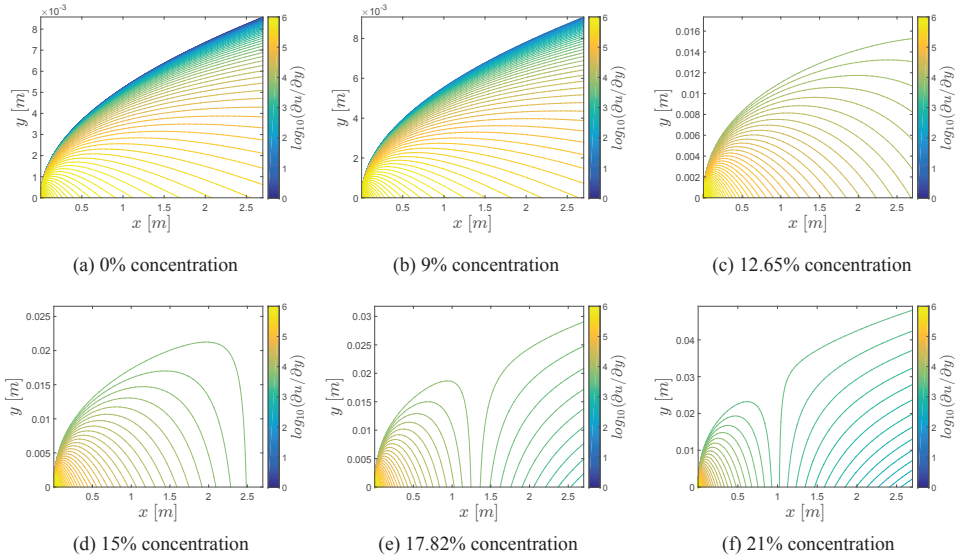 ×10⁻³
8
7
6
5
4
3
2
1
0
y [m]
0.5 1 1.5 2 2.5
x [m]
6
5
4
3
2
1
0
log₁₀(∂u/∂y)
(a) 0% concentration
×10⁻³
8
6
4
2
0
y [m]
0.5 1 1.5 2 2.5
x [m]
6
5
4
3
2
1
0
log₁₀(∂u/∂y)
(b) 9% concentration
0.016
0.014
0.012
0.01
0.008
0.006
0.004
0.002
0
y [m]
0.5 1 1.5 2 2.5
x [m]
6
5
4
3
2
1
0
log₁₀(∂u/∂y)
(c) 12.65% concentration
0.025
0.02
0.015
0.01
0.005
0
y [m]
0.5 1 1.5 2 2.5
x [m]
6
5
4
3
2
1
0
log₁₀(∂u/∂y)
(d) 15% concentration
0.03
0.025
0.02
0.015
0.01
0.005
0
y [m]
0.5 1 1.5 2 2.5
x [m]
6
5
4
3
2
1
0
log₁₀(∂u/∂y)
(e) 17.82% concentration
0.04
0.03
0.02
0.01
0
y [m]
0.5 1 1.5 2 2.5
x [m]
6
5
4
3
2
1
0
log₁₀(∂u/∂y)
(f) 21% concentration